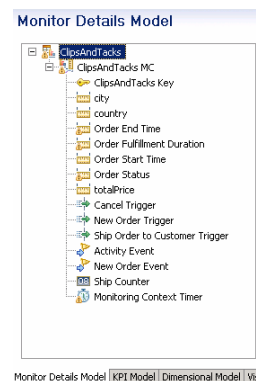 Monitor Details Model
ClipsAndTacks
ClipsAndTacks MC
ClipsAndTacks Key
city
country
Order End Time
Order Fulfillment Duration
Order Start Time
Order Status
totalPrice
Cancel Trigger
New Order Trigger
Ship Order to Customer Trigger
Activity Event
New Order Event
Ship Counter
Monitoring Context Timer
Monitor Details Model KPI Model Dimensional Model